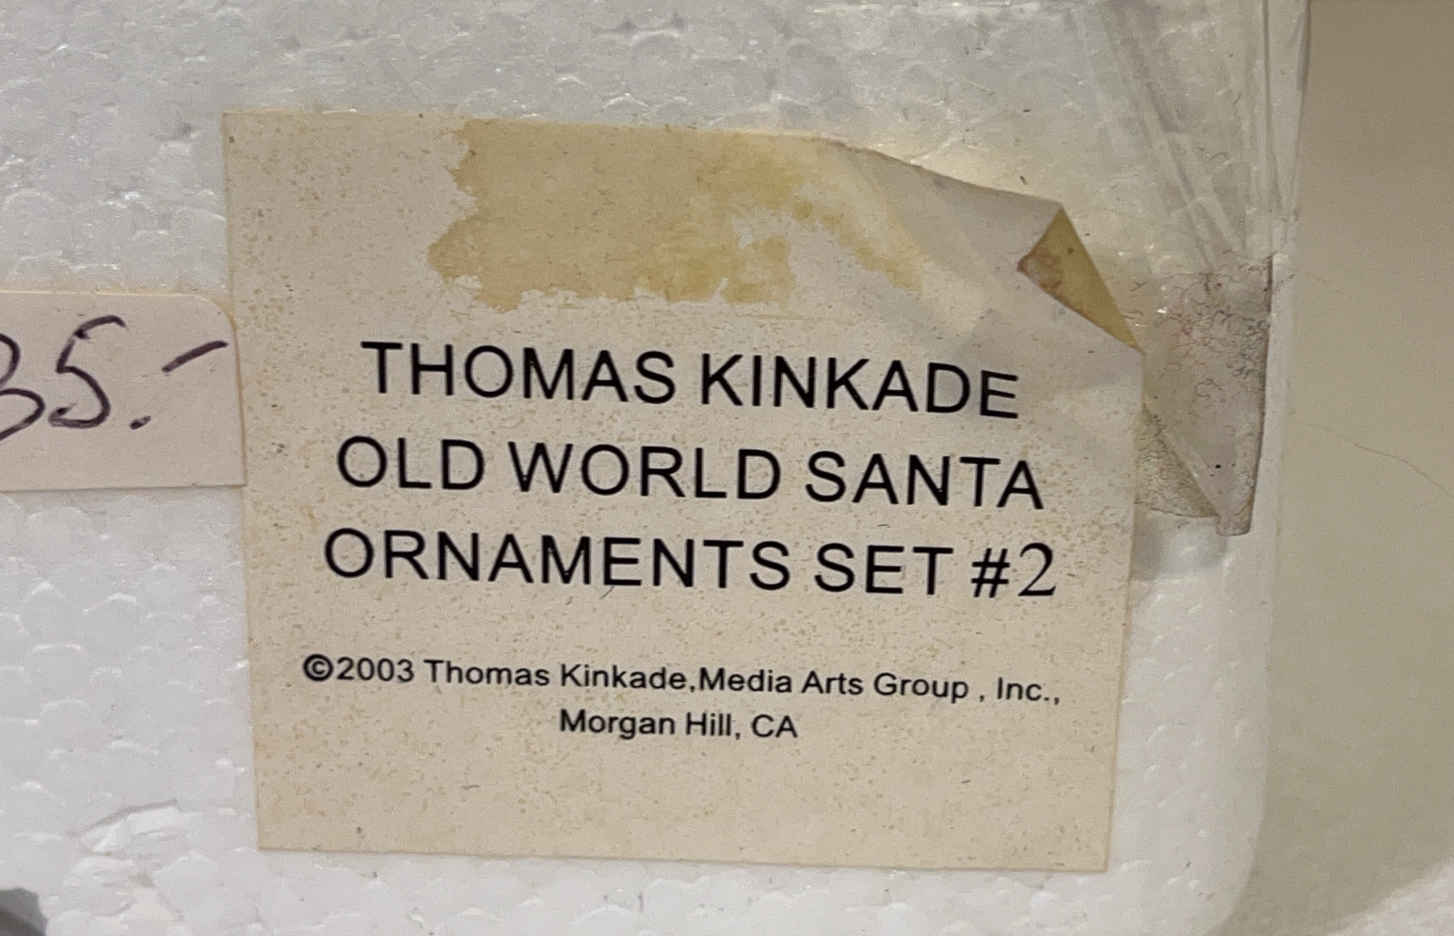 35.-
THOMAS KINKADE
OLD WORLD SANTA
ORNAMENTS SET #2
©2003 Thomas Kinkade,Media Arts Group , Inc.,
Morgan Hill, CA